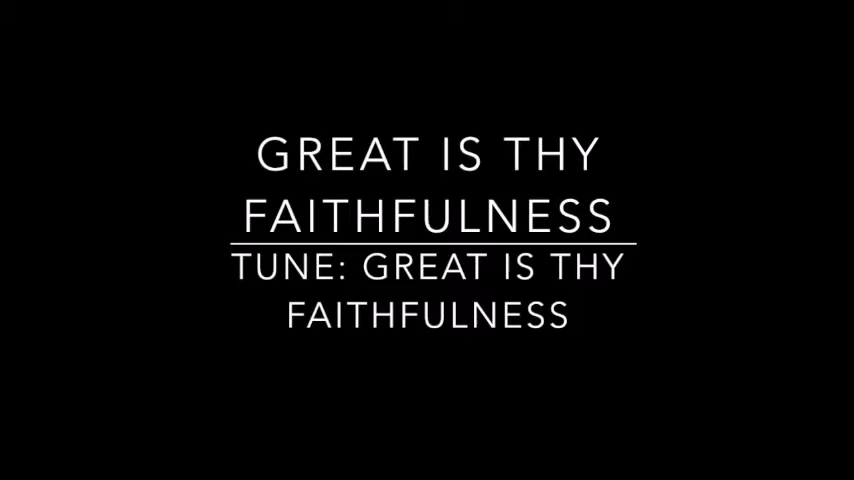 GREAT IS THY
FAITHFULNESS
TUNE: GREAT IS THY
FAITHFULNESS